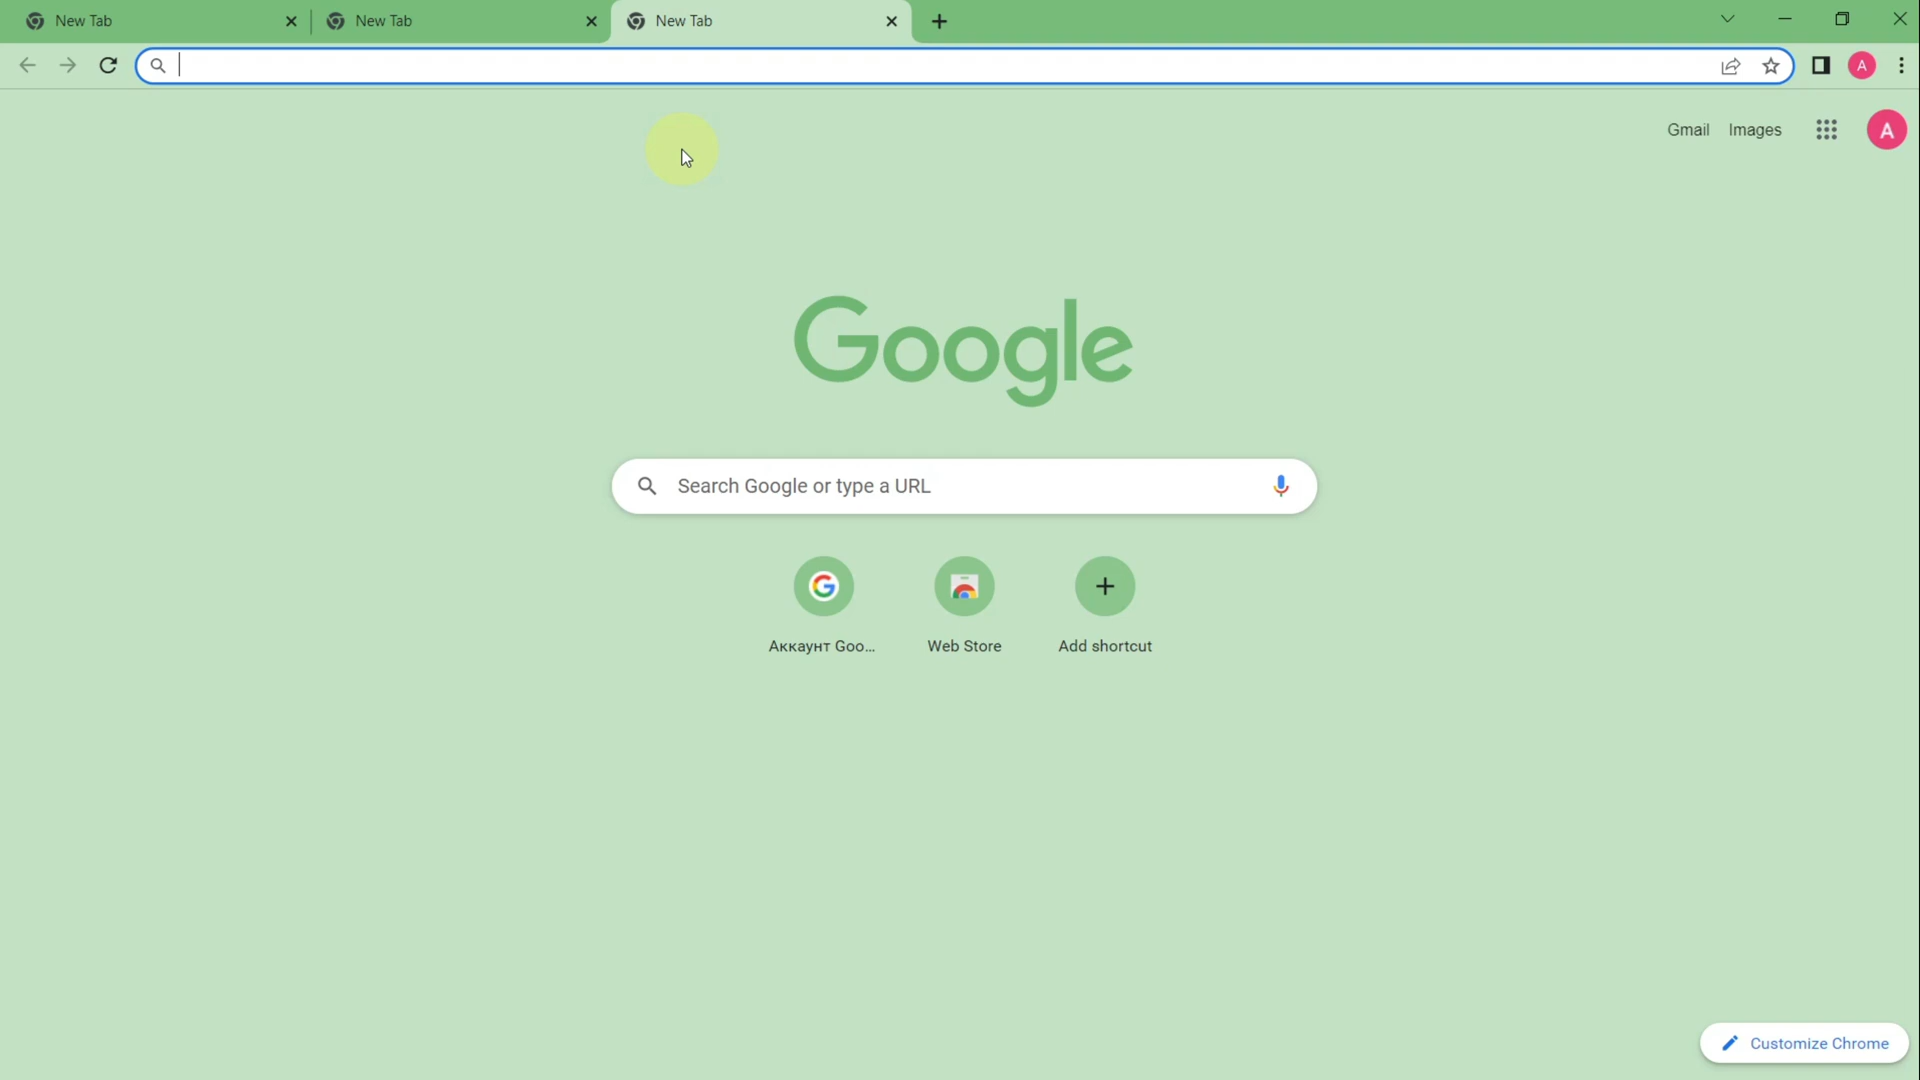 New Tab
New Tab
New Tab
A
Gmail
Images
A
Google
Search Google or type a URL
Аккаунт Goo...
Web Store
Add shortcut
Customize Chrome